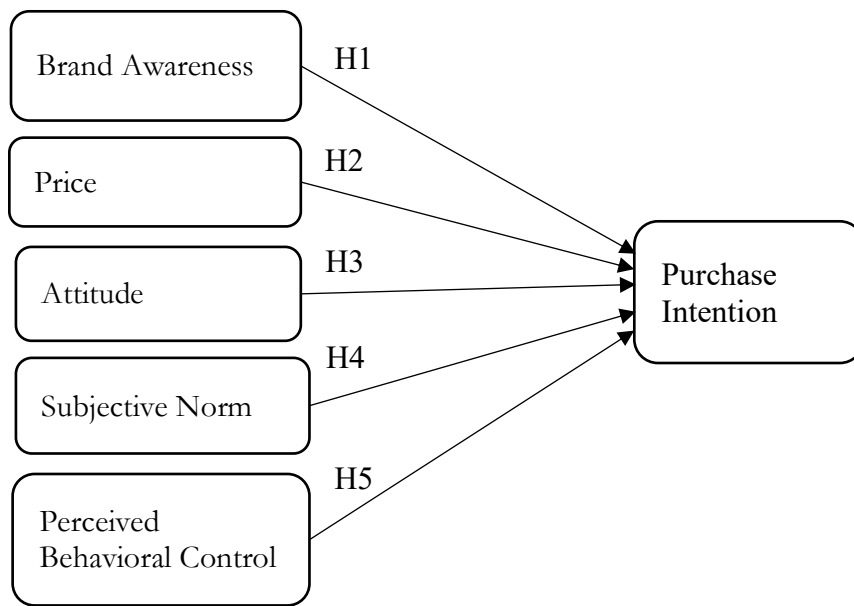 Brand Awareness
H1
Price
H2
Attitude
H3
Subjective Norm
H4
Perceived
Behavioral Control
H5
Purchase
Intention